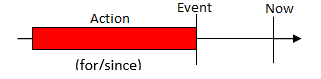 Event
Action
Now
(for/since)